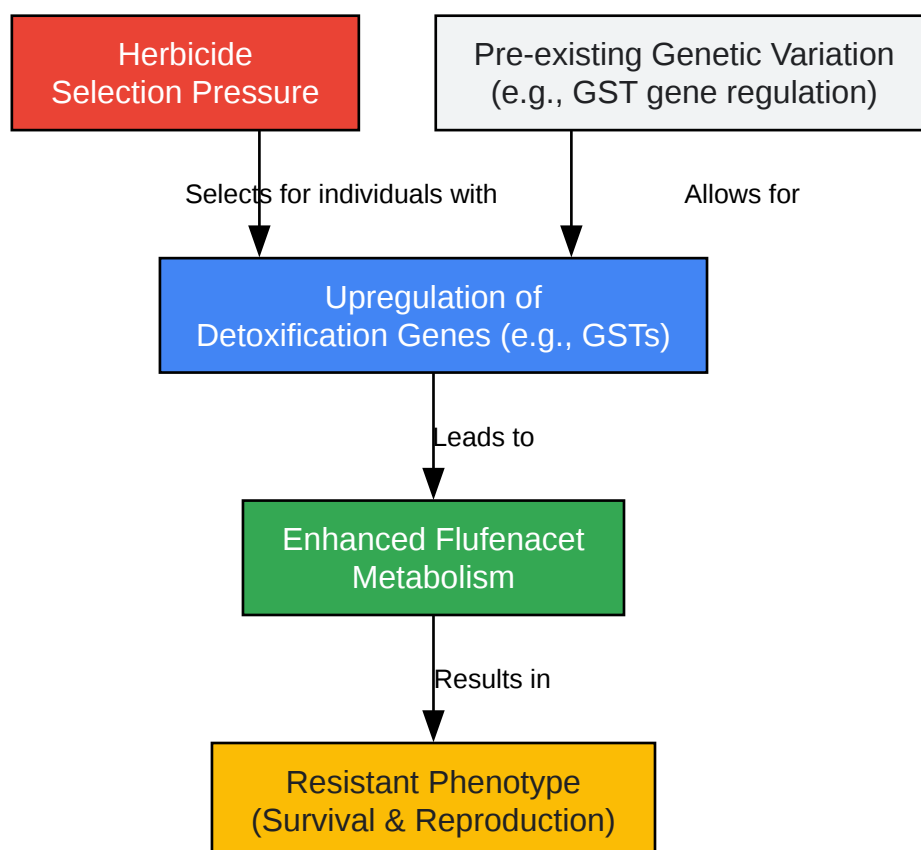 Herbicide
Selection Pressure
Pre-existing Genetic Variation
(e.g., GST gene regulation)
Selects for individuals with
Allows for
Upregulation of
Detoxification Genes (e.g., GSTs)
Leads to
Enhanced Flufenacet
Metabolism
Results in
Resistant Phenotype
(Survival & Reproduction)